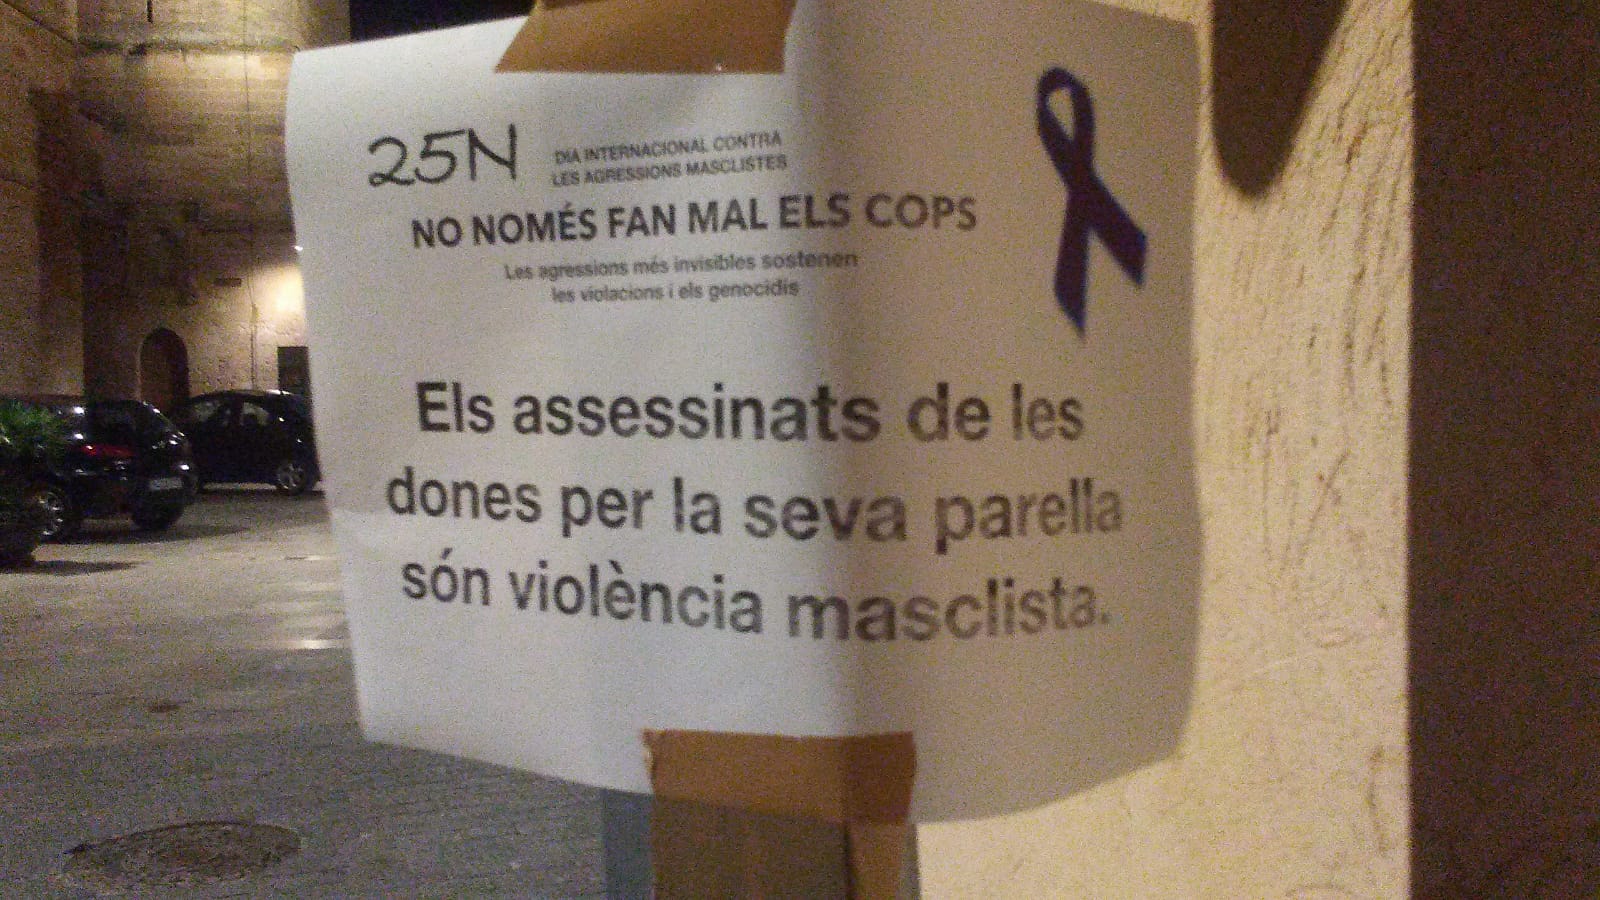 25N
DIA INTERNACIONAL CONTRA
LES AGRESSIONS MASCLISTES
NO NOMÉS FAN MAL ELS COPS
Les agressions més invisibles sostenen
les violacions i els genocidis
Els assessinats de les
dones per la seva parella
són violència masclista.